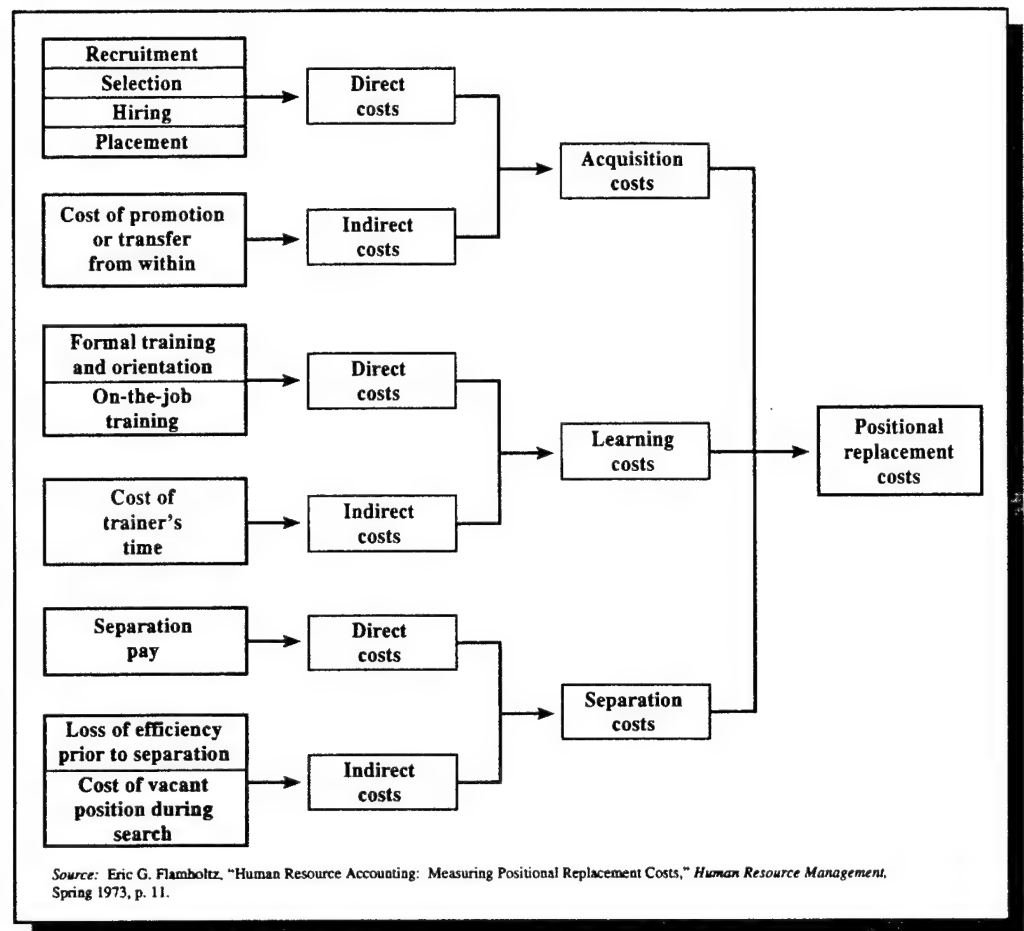 Recruitment
Selection
Hiring
Placement
Direct
costs
Acquisition
costs
Cost of promotion
or transfer
from within
Indirect
costs
Formal training
and orientation
On-the-job
training
Direct
costs
Learning
costs
Positional
replacement
costs
Cost of
trainer's
time
Indirect
costs
Separation
pay
Direct
costs
Separation
costs
Loss of efficiency
prior to separation
Cost of vacant
position during
search
Indirect
costs
Source: Eric G. Flamholtz, "Human Resource Accounting: Measuring Positional Replacement Costs," Human Resource Management,
Spring 1973, p. 11.